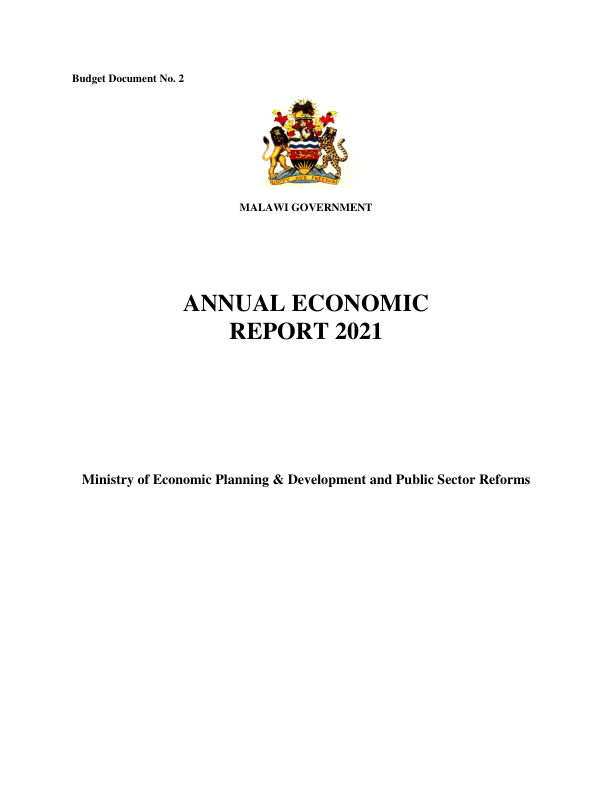 Budget Document No. 2
UNITY AND FREEDOM
MALAWI GOVERNMENT
ANNUAL ECONOMIC
REPORT 2021
Ministry of Economic Planning & Development and Public Sector Reforms